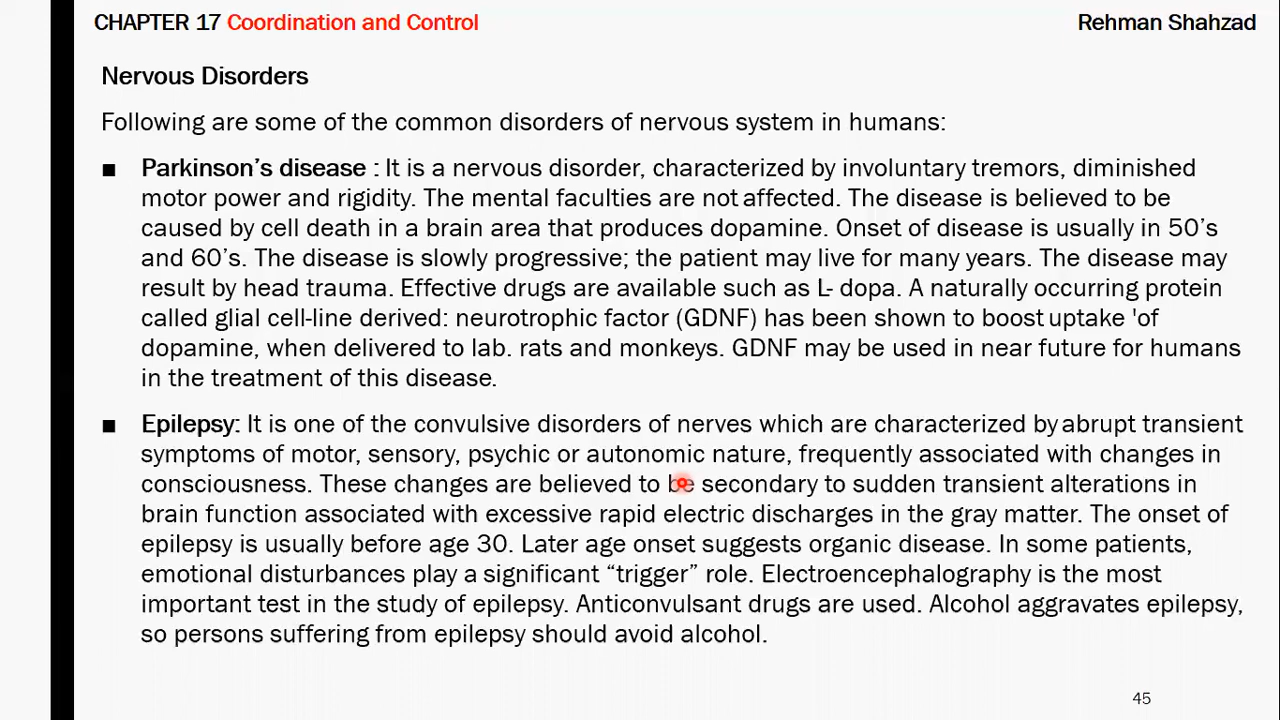 CHAPTER 17 Coordination and Control Rehman Shahzad
Nervous Disorders
Following are some of the common disorders of nervous system in humans:
■ Parkinson's disease : It is a nervous disorder, characterized by involuntary tremors, diminished
motor power and rigidity. The mental faculties are not affected. The disease is believed to be
caused by cell death in a brain area that produces dopamine. Onset of disease is usually in 50's
and 60's. The disease is slowly progressive; the patient may live for many years. The disease may
result by head trauma. Effective drugs are available such as L- dopa. A naturally occurring protein
called glial cell-line derived: neurotrophic factor (GDNF) has been shown to boost uptake 'of
dopamine, when delivered to lab. rats and monkeys. GDNF may be used in near future for humans
in the treatment of this disease.
■ Epilepsy: It is one of the convulsive disorders of nerves which are characterized by abrupt transient
symptoms of motor, sensory, psychic or autonomic nature, frequently associated with changes in
consciousness. These changes are believed to be secondary to sudden transient alterations in
brain function associated with excessive rapid electric discharges in the gray matter. The onset of
epilepsy is usually before age 30. Later age onset suggests organic disease. In some patients,
emotional disturbances play a significant “trigger” role. Electroencephalography is the most
important test in the study of epilepsy. Anticonvulsant drugs are used. Alcohol aggravates epilepsy,
so persons suffering from epilepsy should avoid alcohol.
45